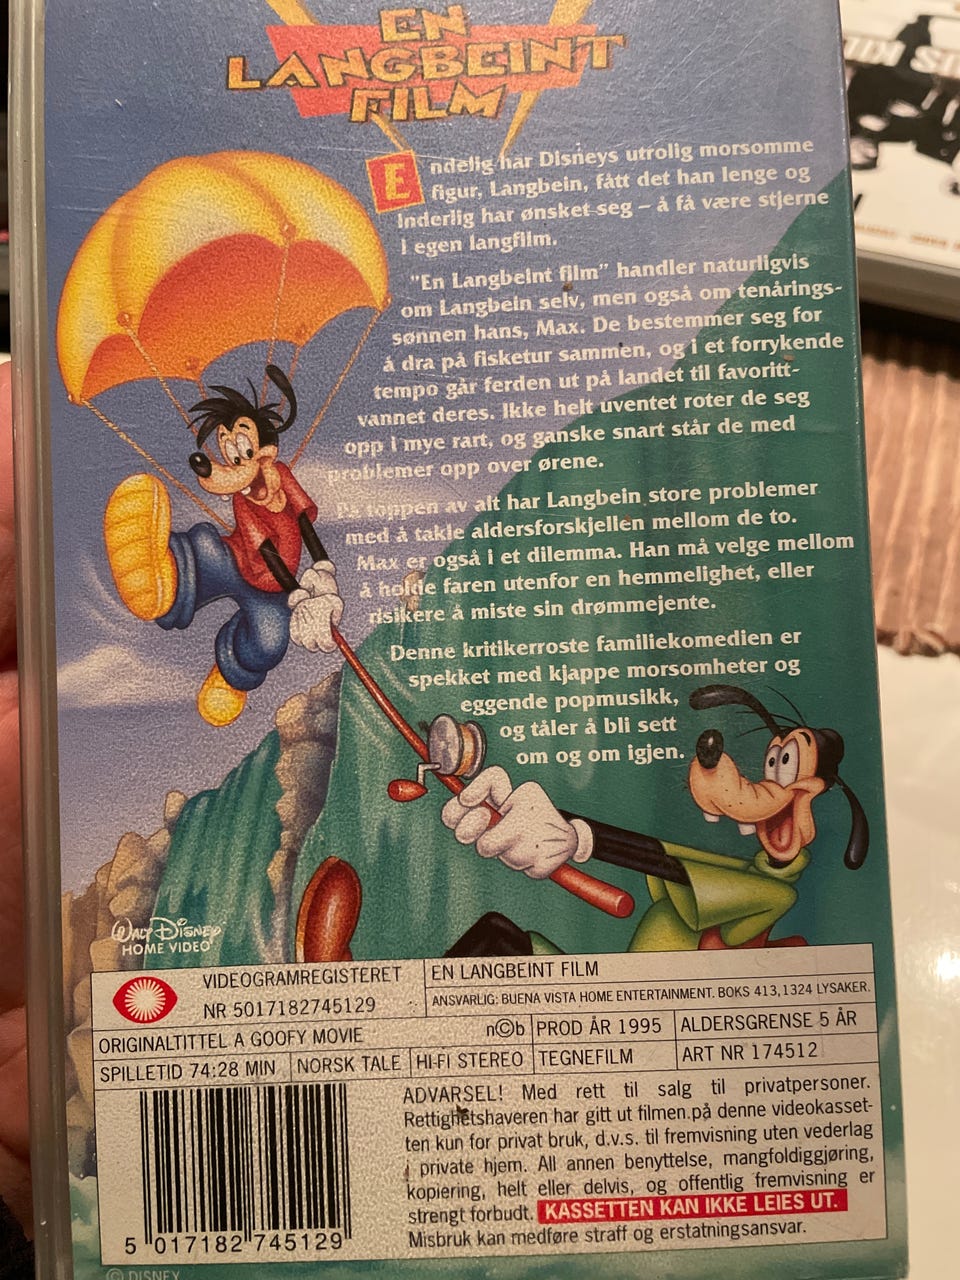 EN
LANGBEINT
FILM
Endelig har Disneys utrolig morsomme
figur, Langbein, fått det han lenge og
inderlig har ønsket seg – å få være stjerne
i egen langfilm.
"En Langbeint film" handler naturligvis
om Langbein selv, men også om tenårings-
sønnen hans, Max. De bestemmer seg for
å dra på fisketur sammen, og i et forrykende
tempo går ferden ut på landet til favoritt-
vannet deres. Ikke helt uventet roter de seg
opp i mye rart, og ganske snart står de med
problemer opp over ørene.
På toppen av alt har Langbein store problemer
med å takle aldersforskjellen mellom de to.
Max er også i et dilemma. Han må velge mellom
å holde faren utenfor en hemmelighet, eller
risikere å miste sin drømmejente.
Denne kritikerroste familiekomedien er
spekket med kjappe morsomheter og
eggende popmusikk,
og tåler å bli sett
om og om igjen.
WALT DISNEY
HOME VIDEO
VIDEOGRAMREGISTERET
NR 5017182745129
EN LANGBEINT FILM
ANSVARLIG: BUENA VISTA HOME ENTERTAINMENT. BOKS 413,1324 LYSAKER.
ORIGINALTITTEL A GOOFY MOVIE
n©b
PROD ÅR 1995
ALDERSGRENSE 5 ÅR
SPILLETID 74:28 MIN
NORSK TALE
HI-FI STEREO
TEGNEFILM
ART NR 174512
ADVARSEL! Med rett til salg til privatpersoner.
Rettighetshaveren har gitt ut filmen på denne videokasset-
ten kun for privat bruk, d.v.s. til fremvisning uten vederlag
i private hjem. All annen benyttelse, mangfoldiggjøring,
kopiering, helt eller delvis, og offentlig fremvisning er
strengt forbudt. KASSETTEN KAN IKKE LEIES UT.
Misbruk kan medføre straff og erstatningsansvar.
5 017182 745129
© DISNEY